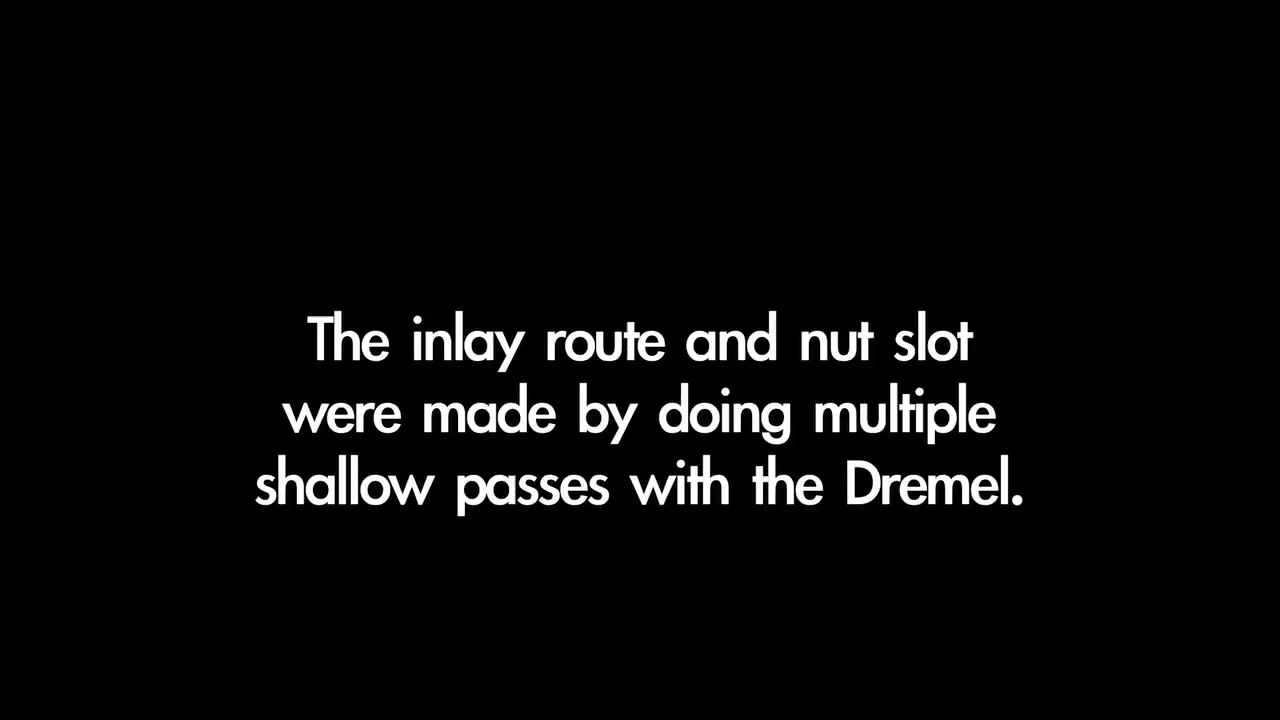 The inlay route and nut slot
were made by doing multiple
shallow passes with the Dremel.